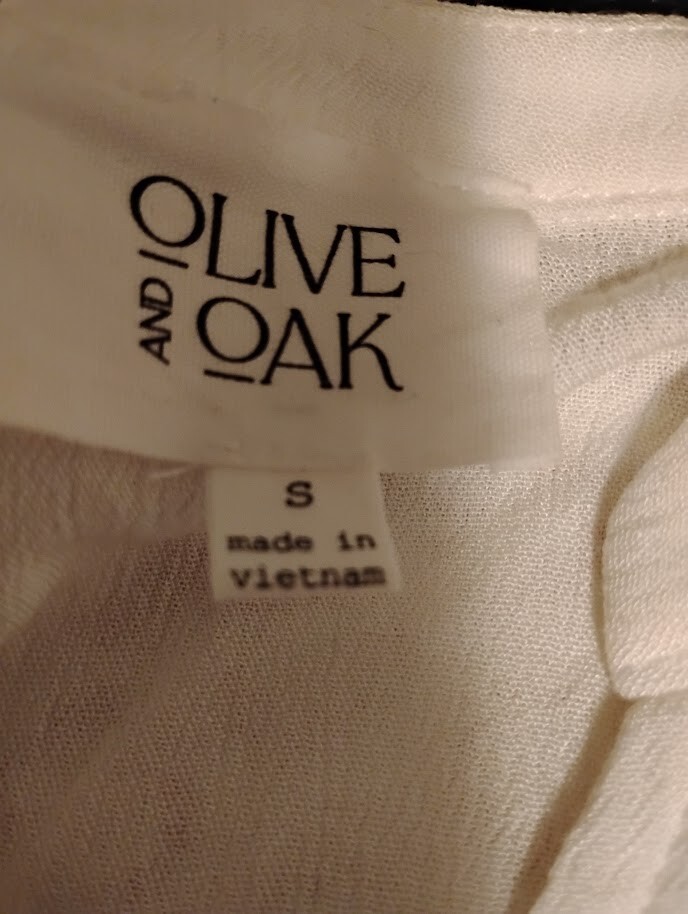 OLIVE
AND OAK
S
made in
vietnam